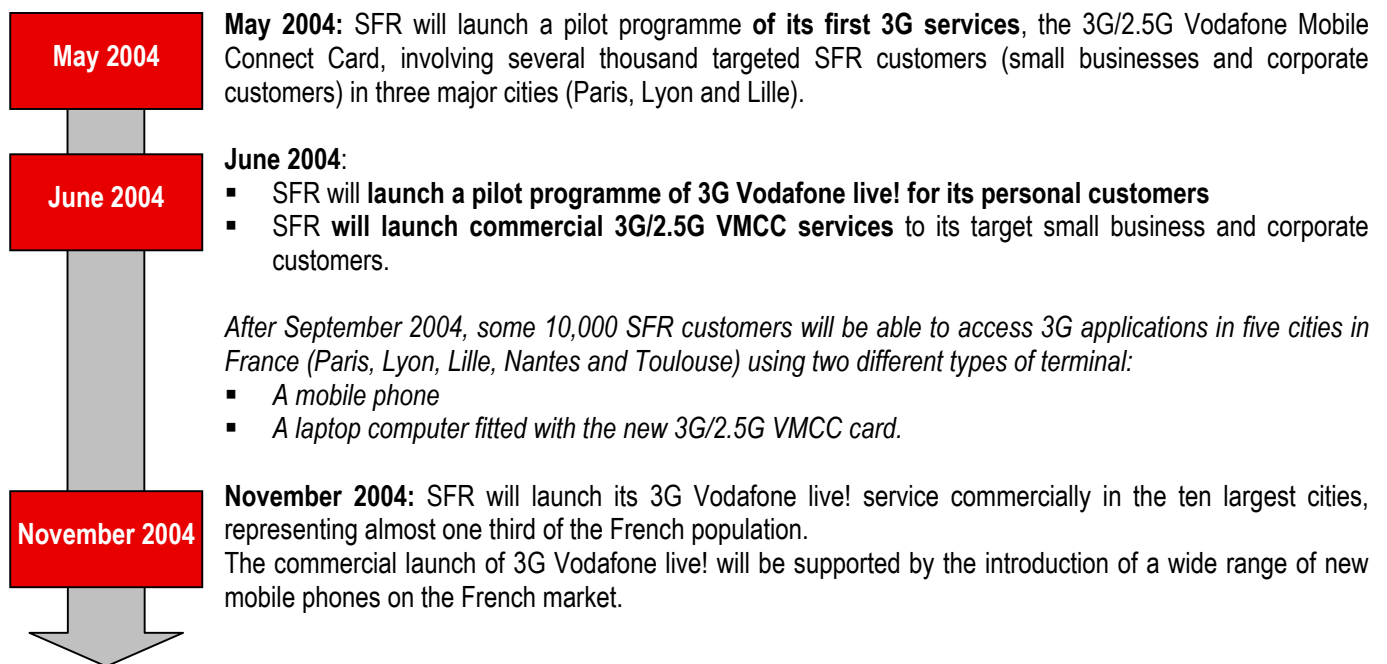 May 2004
May 2004: SFR will launch a pilot programme of its first 3G services, the 3G/2.5G Vodafone Mobile
Connect Card, involving several thousand targeted SFR customers (small businesses and corporate
customers) in three major cities (Paris, Lyon and Lille).
June 2004
June 2004:
▪ SFR will launch a pilot programme of 3G Vodafone live! for its personal customers
▪ SFR will launch commercial 3G/2.5G VMCC services to its target small business and corporate
customers.
After September 2004, some 10,000 SFR customers will be able to access 3G applications in five cities in
France (Paris, Lyon, Lille, Nantes and Toulouse) using two different types of terminal:
▪ A mobile phone
▪ A laptop computer fitted with the new 3G/2.5G VMCC card.
November 2004
November 2004: SFR will launch its 3G Vodafone live! service commercially in the ten largest cities,
representing almost one third of the French population.
The commercial launch of 3G Vodafone live! will be supported by the introduction of a wide range of new
mobile phones on the French market.